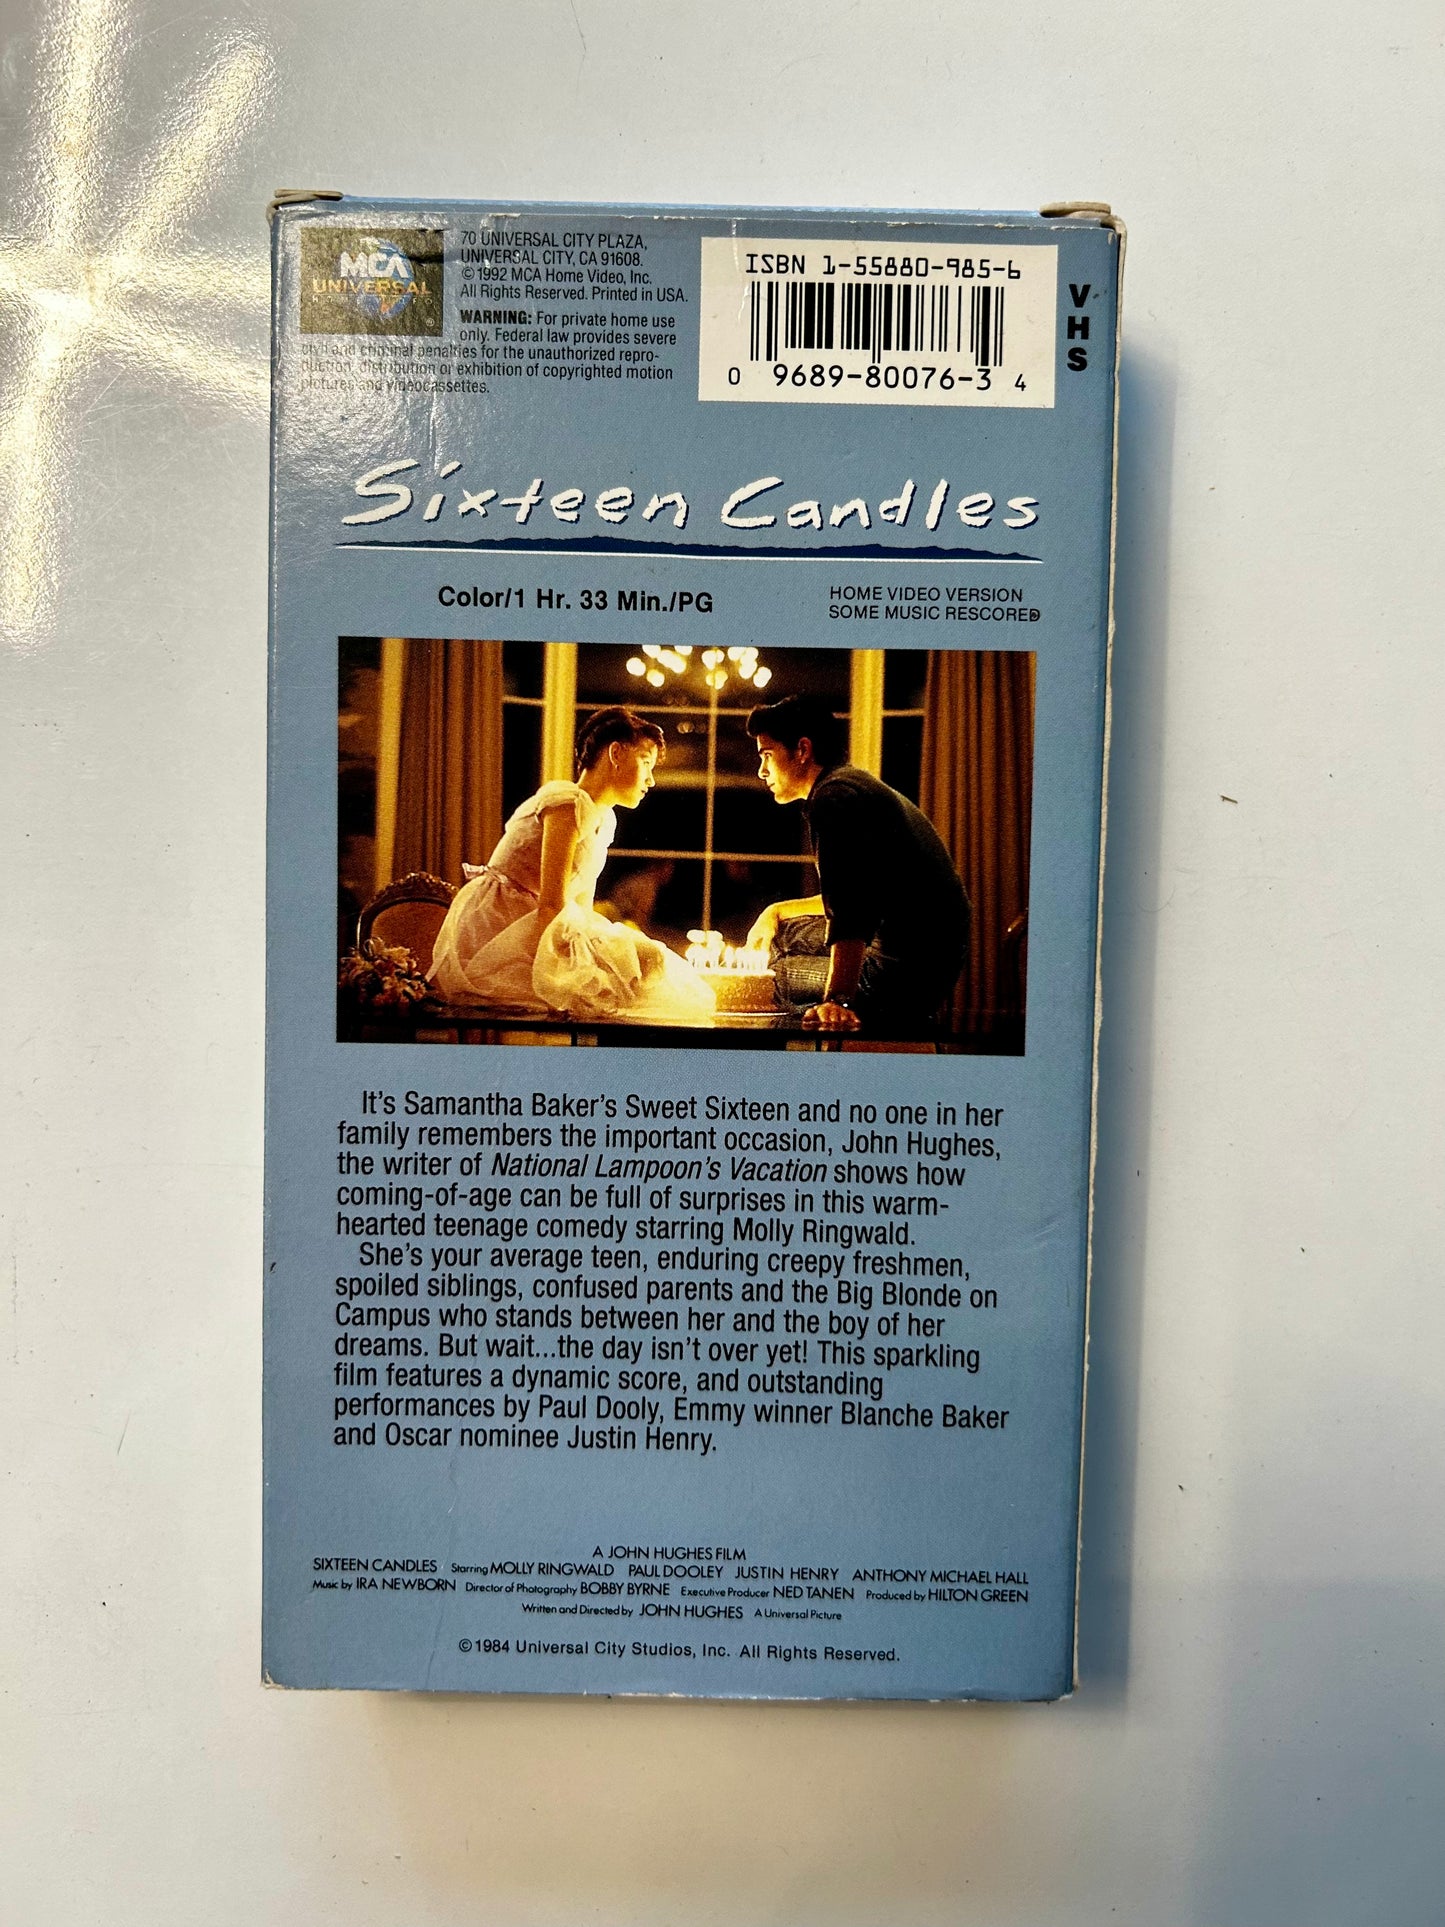 MCA
UNIVERSAL
70 UNIVERSAL CITY PLAZA,
UNIVERSAL CITY, CA 91608.
©1992 MCA Home Video, Inc.
All Rights Reserved. Printed in USA.
WARNING: For private home use
only. Federal law provides severe
civil and criminal penalties for the unauthorized repro-
duction, distribution or exhibition of copyrighted motion
pictures and videocassettes.
ISBN 1-55880-985-6
0 9689-80076-3 4
VHS
Sixteen Candles
Color/1 Hr. 33 Min./PG
HOME VIDEO VERSION
SOME MUSIC RESCORED
It's Samantha Baker's Sweet Sixteen and no one in her
family remembers the important occasion, John Hughes,
the writer of National Lampoon's Vacation shows how
coming-of-age can be full of surprises in this warm-
hearted teenage comedy starring Molly Ringwald.
She's your average teen, enduring creepy freshmen,
spoiled siblings, confused parents and the Big Blonde on
Campus who stands between her and the boy of her
dreams. But wait...the day isn't over yet! This sparkling
film features a dynamic score, and outstanding
performances by Paul Dooly, Emmy winner Blanche Baker
and Oscar nominee Justin Henry.
A JOHN HUGHES FILM
SIXTEEN CANDLES Starring MOLLY RINGWALD PAUL DOOLEY JUSTIN HENRY ANTHONY MICHAEL HALL
Music by IRA NEWBORN Director of Photography BOBBY BYRNE Executive Producer NED TANEN Produced by HILTON GREEN
Written and Directed by JOHN HUGHES A Universal Picture
©1984 Universal City Studios, Inc. All Rights Reserved.